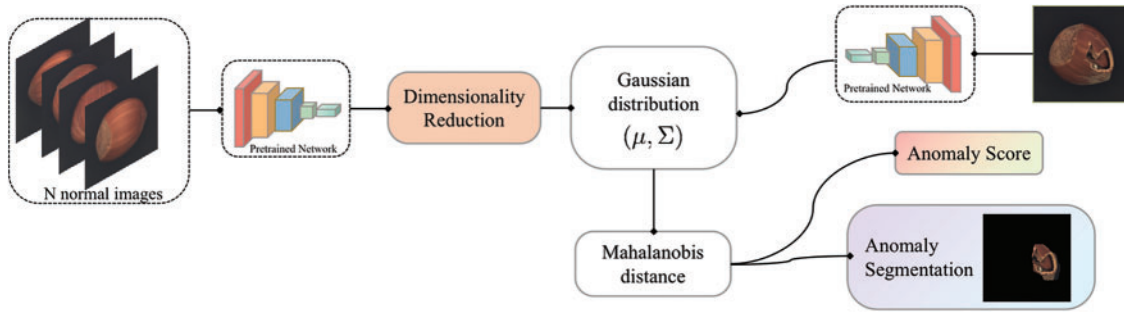 N normal images
Pretrained Network
Dimensionality
Reduction
Gaussian
distribution
(μ, Σ)
Pretrained Network
Mahalanobis
distance
Anomaly Score
Anomaly
Segmentation